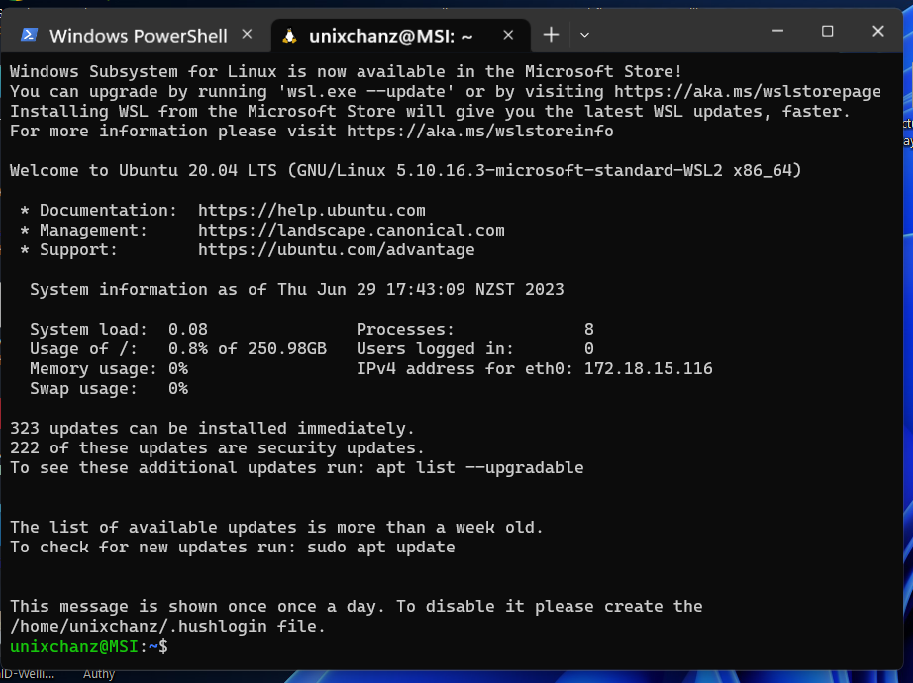 Windows PowerShell
unixchanz@MSI: ~
Windows Subsystem for Linux is now available in the Microsoft Store!
You can upgrade by running 'wsl.exe --update' or by visiting https://aka.ms/wslstorepage
Installing WSL from the Microsoft Store will give you the latest WSL updates, faster.
For more information please visit https://aka.ms/wslstoreinfo
Welcome to Ubuntu 20.04 LTS (GNU/Linux 5.10.16.3-microsoft-standard-WSL2 x86_64)
* Documentation: https://help.ubuntu.com
* Management: https://landscape.canonical.com
* Support: https://ubuntu.com/advantage
System information as of Thu Jun 29 17:43:09 NZST 2023
System load: 0.08 Processes: 8
Usage of /: 0.8% of 250.98GB Users logged in: 0
Memory usage: 0% IPv4 address for eth0: 172.18.15.116
Swap usage: 0%
323 updates can be installed immediately.
222 of these updates are security updates.
To see these additional updates run: apt list --upgradable
The list of available updates is more than a week old.
To check for new updates run: sudo apt update
This message is shown once once a day. To disable it please create the
/home/unixchanz/.hushlogin file.
unixchanz@MSI:~$
ID-Welli... Authy